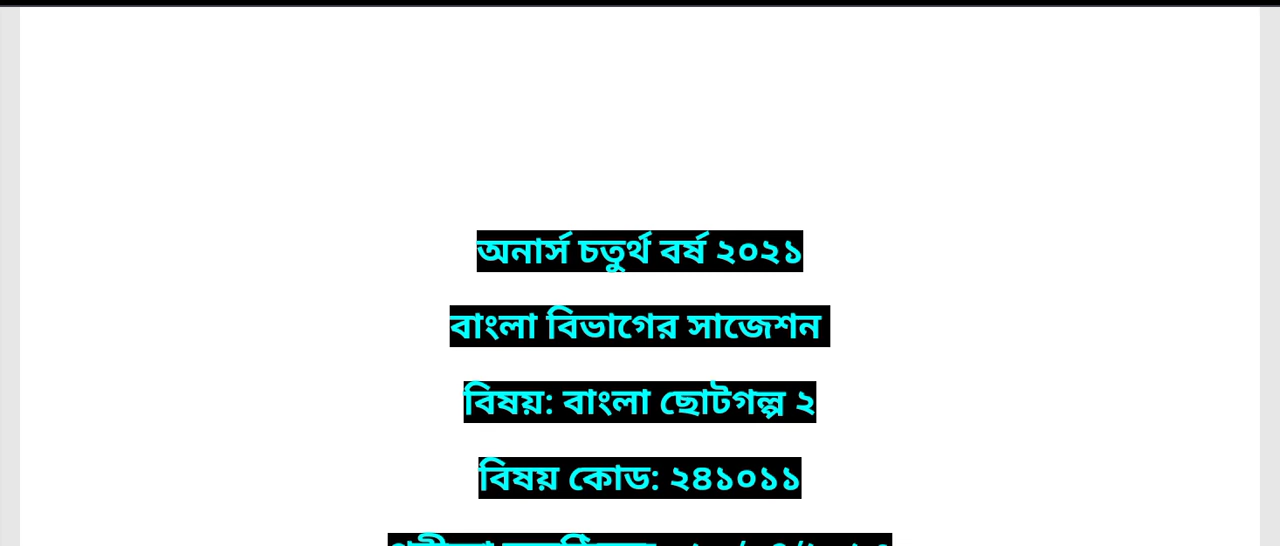 অনার্স চতুর্থ বর্ষ ২০২১
বাংলা বিভাগের সাজেশন
বিষয়: বাংলা ছোটগল্প ২
বিষয় কোড: ২৪১০১১